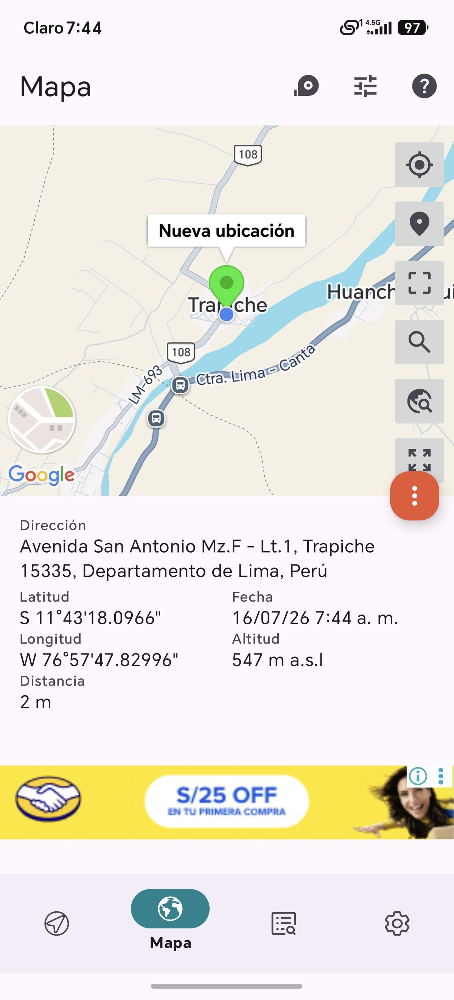 Claro 7:44
1 4.5G 97
Mapa
108
Nueva ubicación
Trapiche
Huanch
108
Ctra. Lima - Canta
LM-693
Google
Dirección
Avenida San Antonio Mz.F - Lt.1, Trapiche
15335, Departamento de Lima, Perú
Latitud
S 11°43'18.0966"
Fecha
16/07/26 7:44 a. m.
Longitud
W 76°57'47.82996"
Altitud
547 m a.s.l
Distancia
2 m
S/25 OFF
EN TU PRIMERA COMPRA
Mapa